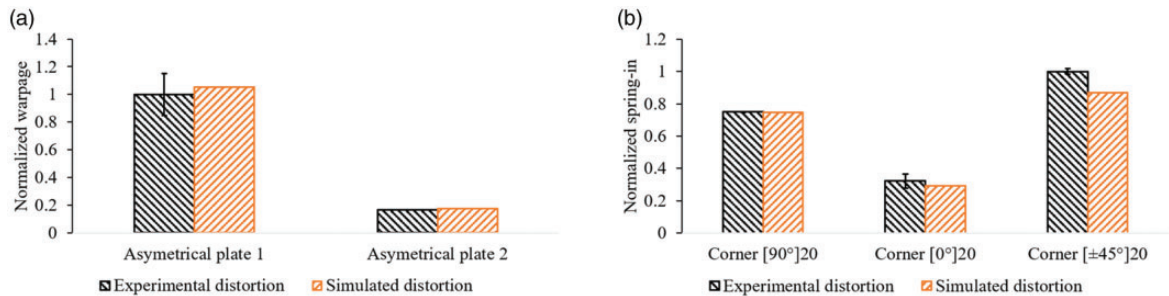 (a)
Normalized warpage
1.4
1.2
1
0.8
0.6
0.4
0.2
0
Asymetrical plate 1
Asymetrical plate 2
Experimental distortion
Simulated distortion
(b)
Normalized spring-in
1.2
1
0.8
0.6
0.4
0.2
0
Corner [90°]20
Corner [0°]20
Corner [±45°]20
Experimental distortion
Simulated distortion